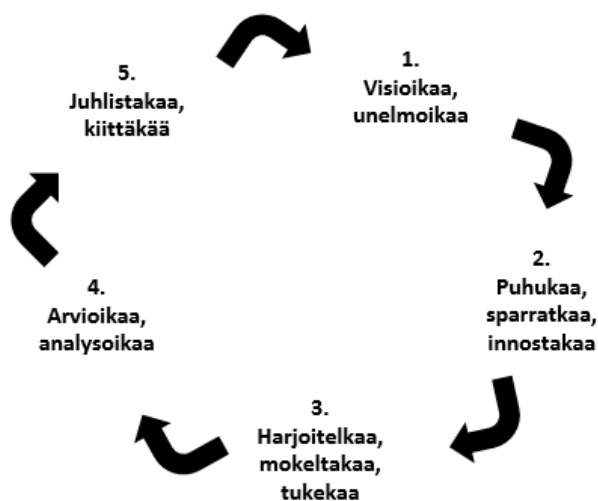 1.
Visioikaa,
unelmoikaa
2.
Puhukaa,
sparratkaa,
innostakaa
3.
Harjoitelkaa,
mokeltakaa,
tukekaa
4.
Arvioikaa,
analysoikaa
5.
Juhlistakaa,
kiittäkää